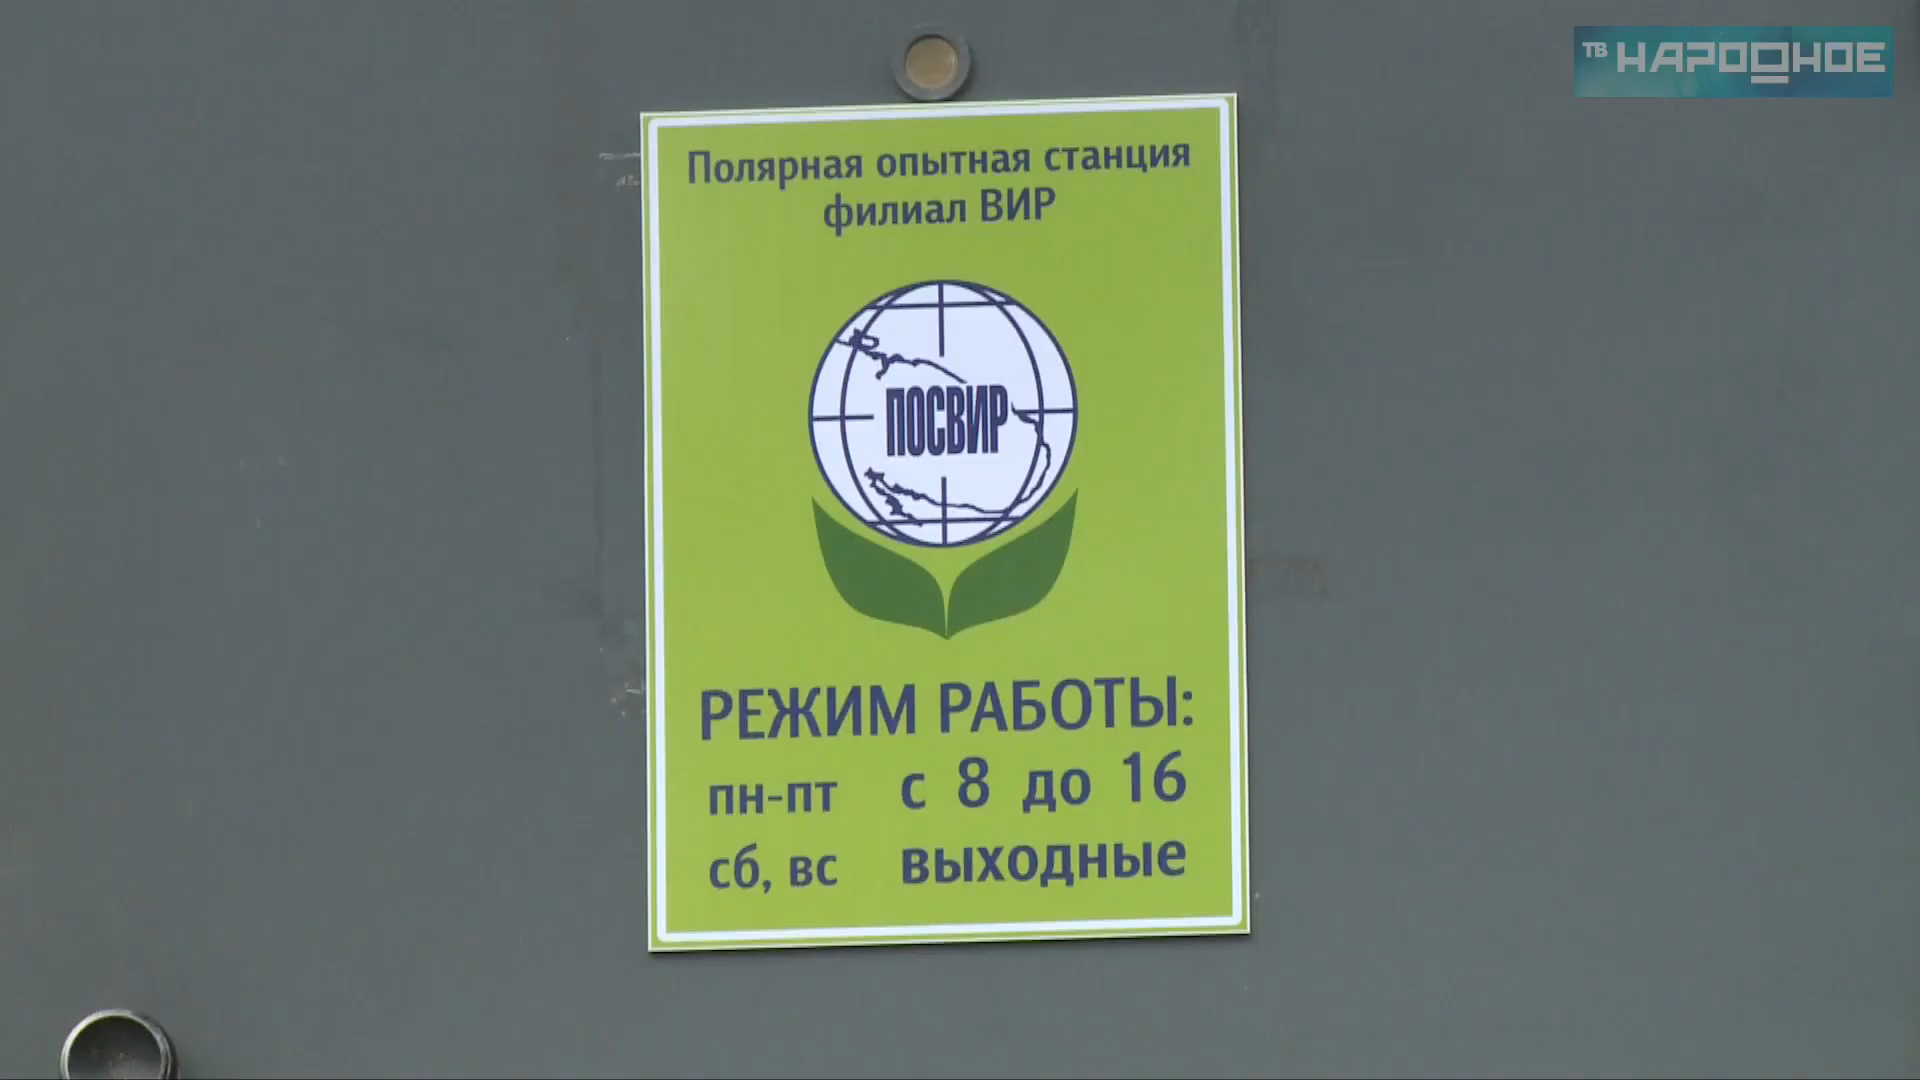 ТВ НАРОДНОЕ
Полярная опытная станция
филиал ВИР
ПОСВИР
РЕЖИМ РАБОТЫ:
пн-пт с 8 до 16
сб, вс выходные